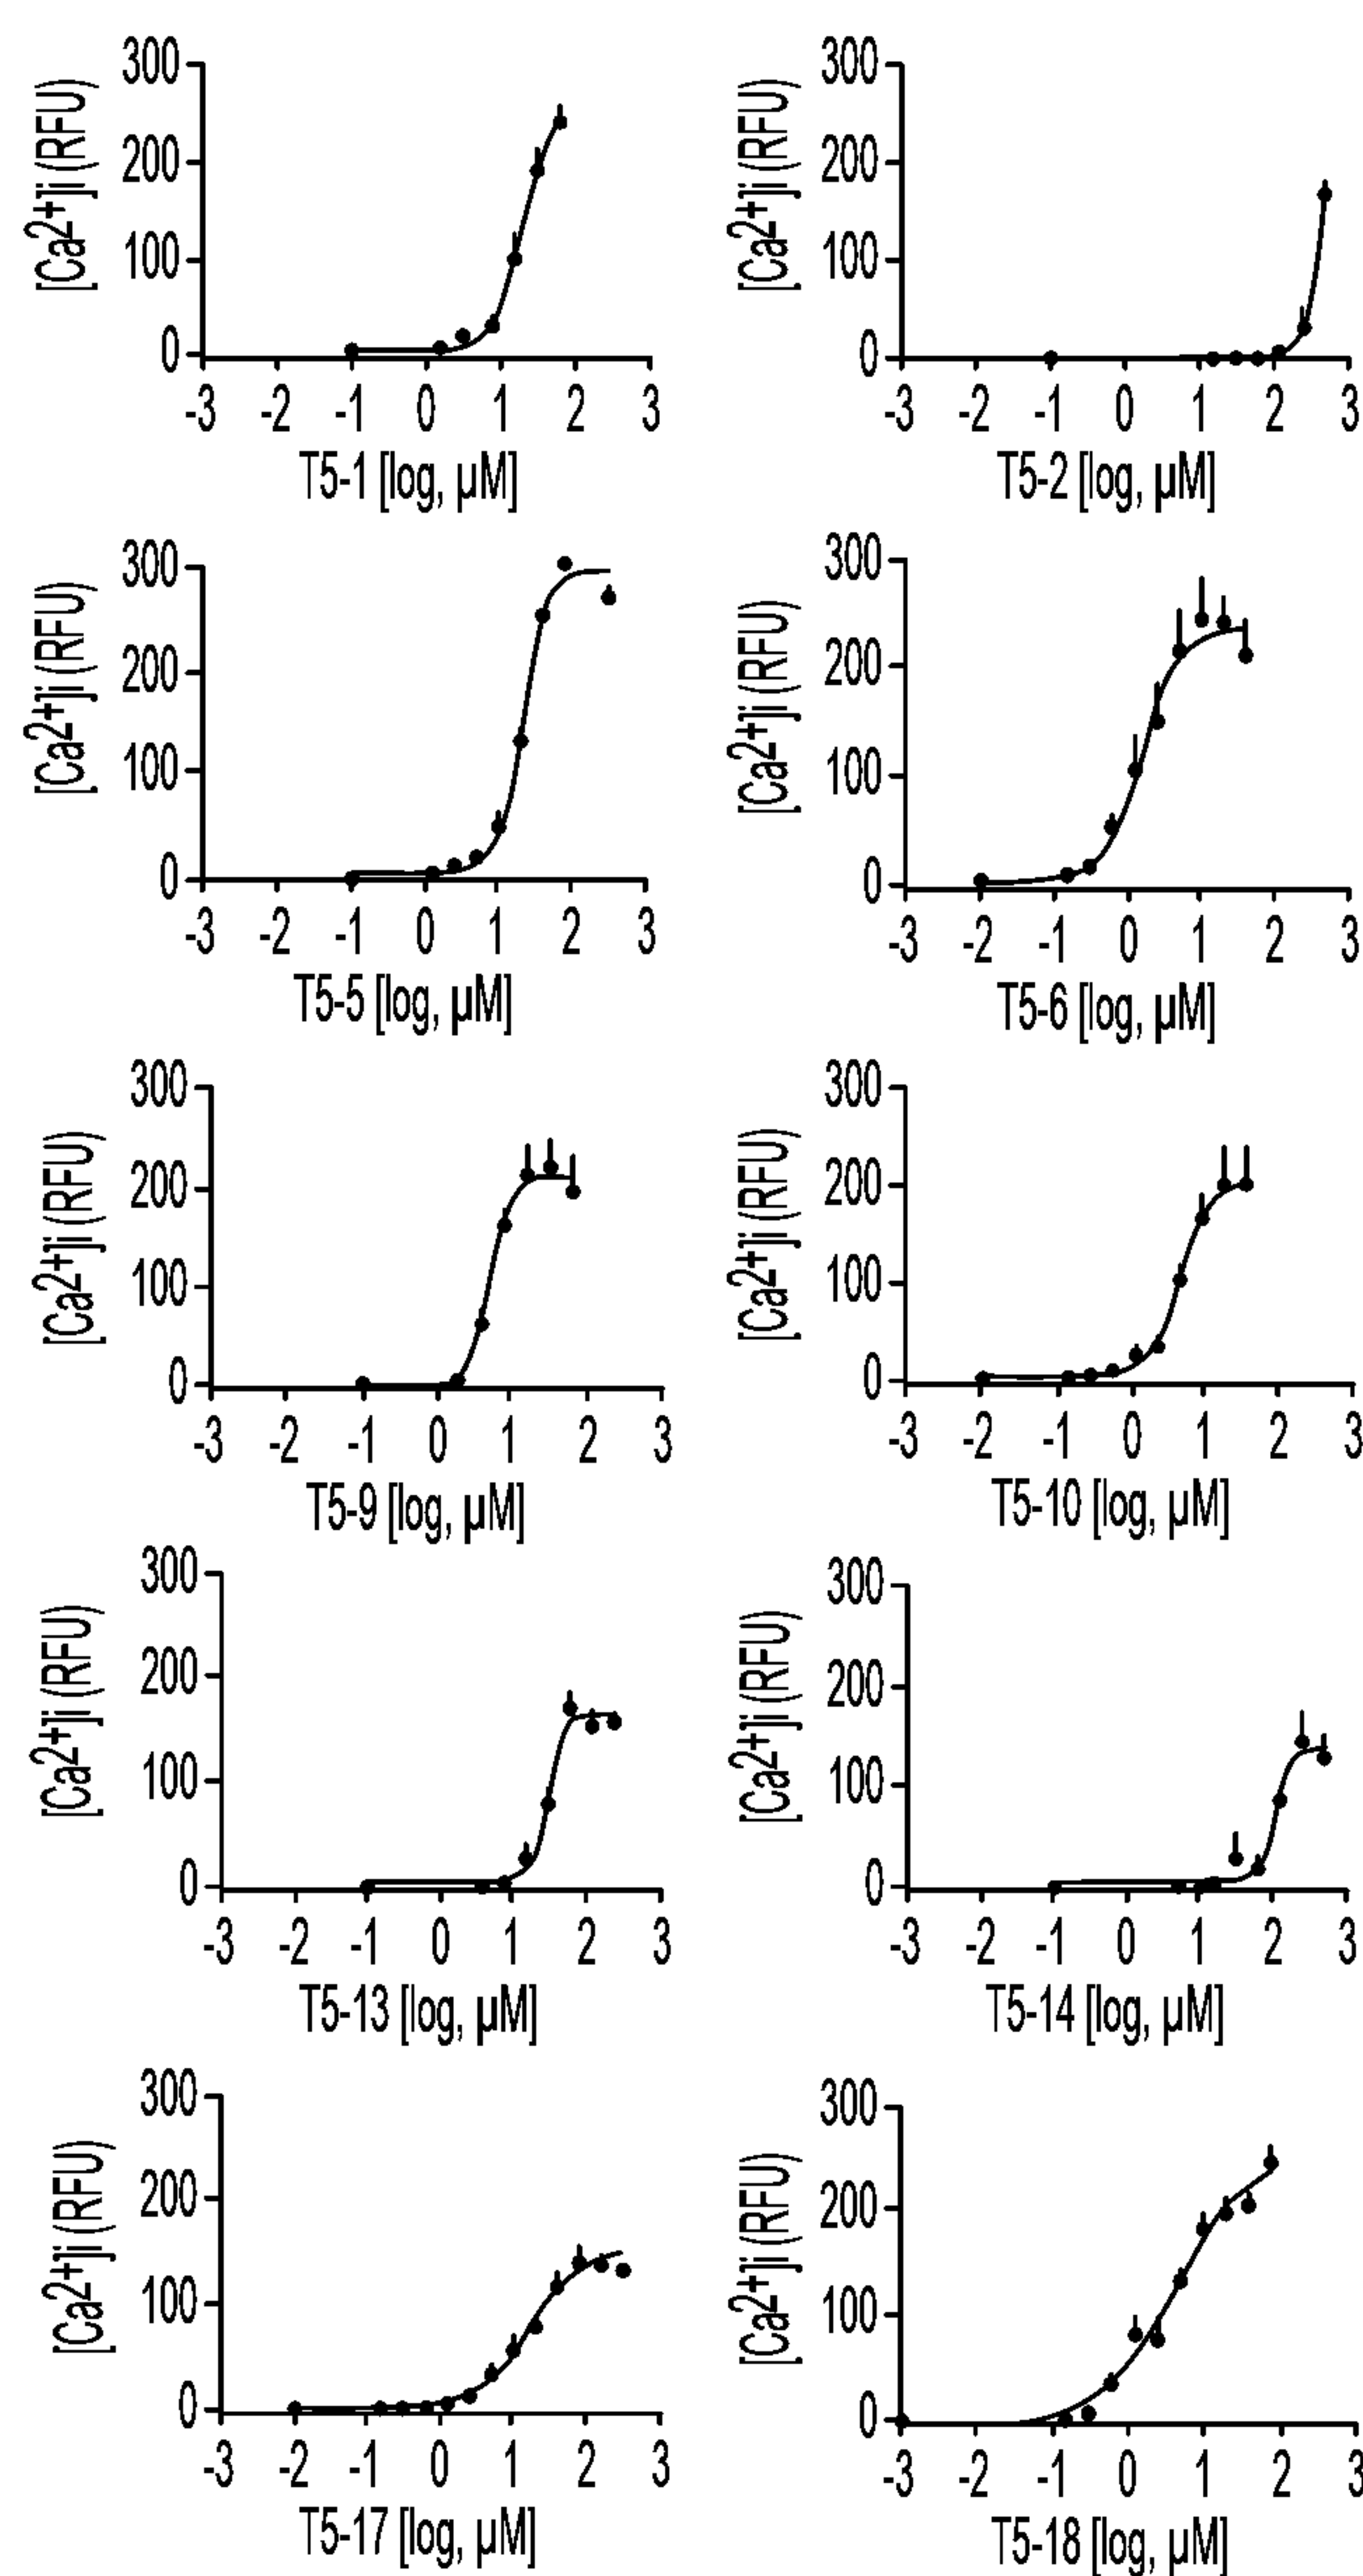 300
200
100
0
[Ca2+]i (RFU)
-3 -2 -1 0 1 2 3
T5-1 [log, µM]
300
200
100
0
[Ca2+]i (RFU)
-3 -2 -1 0 1 2 3
T5-2 [log, µM]
300
200
100
0
[Ca2+]i (RFU)
-3 -2 -1 0 1 2 3
T5-5 [log, µM]
300
200
100
0
[Ca2+]i (RFU)
-3 -2 -1 0 1 2 3
T5-6 [log, µM]
300
200
100
0
[Ca2+]i (RFU)
-3 -2 -1 0 1 2 3
T5-9 [log, µM]
300
200
100
0
[Ca2+]i (RFU)
-3 -2 -1 0 1 2 3
T5-10 [log, µM]
300
200
100
0
[Ca2+]i (RFU)
-3 -2 -1 0 1 2 3
T5-13 [log, µM]
300
200
100
0
[Ca2+]i (RFU)
-3 -2 -1 0 1 2 3
T5-14 [log, µM]
300
200
100
0
[Ca2+]i (RFU)
-3 -2 -1 0 1 2 3
T5-17 [log, µM]
300
200
100
0
[Ca2+]i (RFU)
-3 -2 -1 0 1 2 3
T5-18 [log, µM]